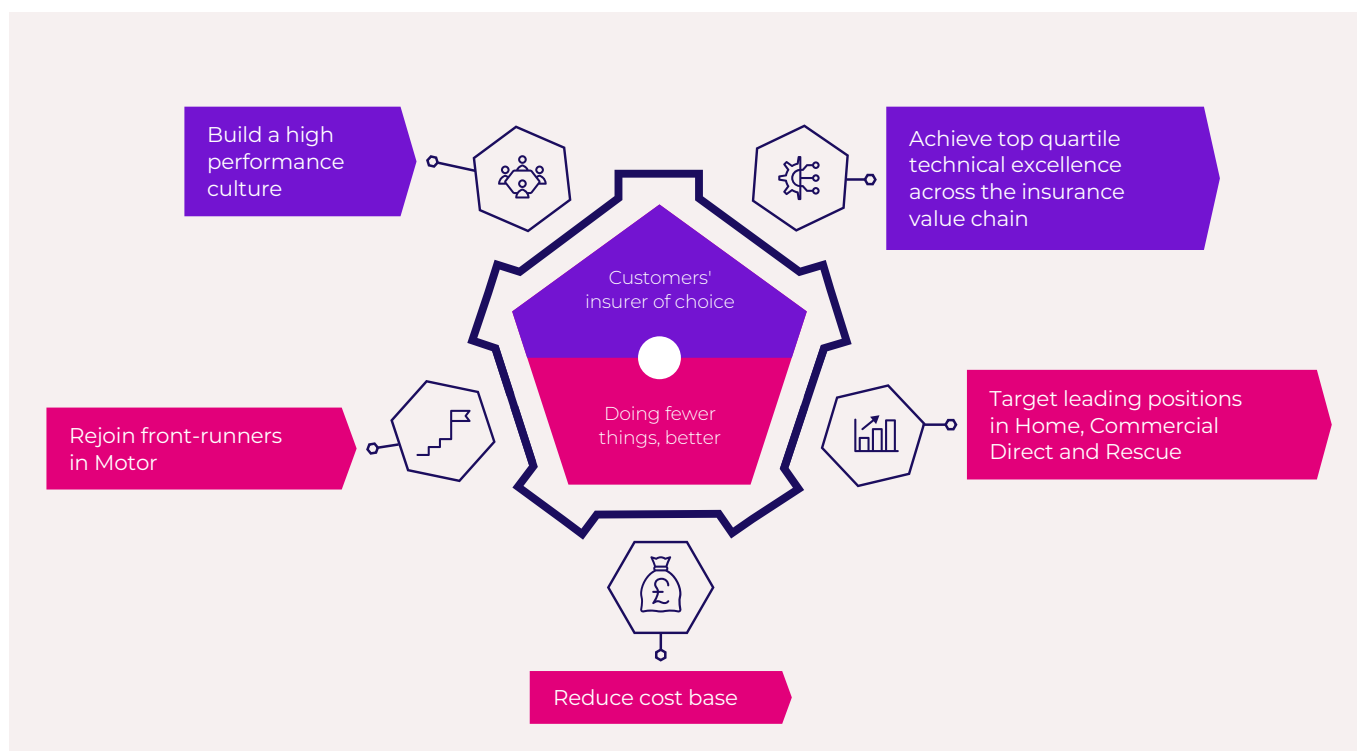 Build a high
performance
culture
Achieve top quartile
technical excellence
across the insurance
value chain
Customers'
insurer of choice
Doing fewer
things, better
Rejoin front-runners
in Motor
Target leading positions
in Home, Commercial
Direct and Rescue
£
Reduce cost base